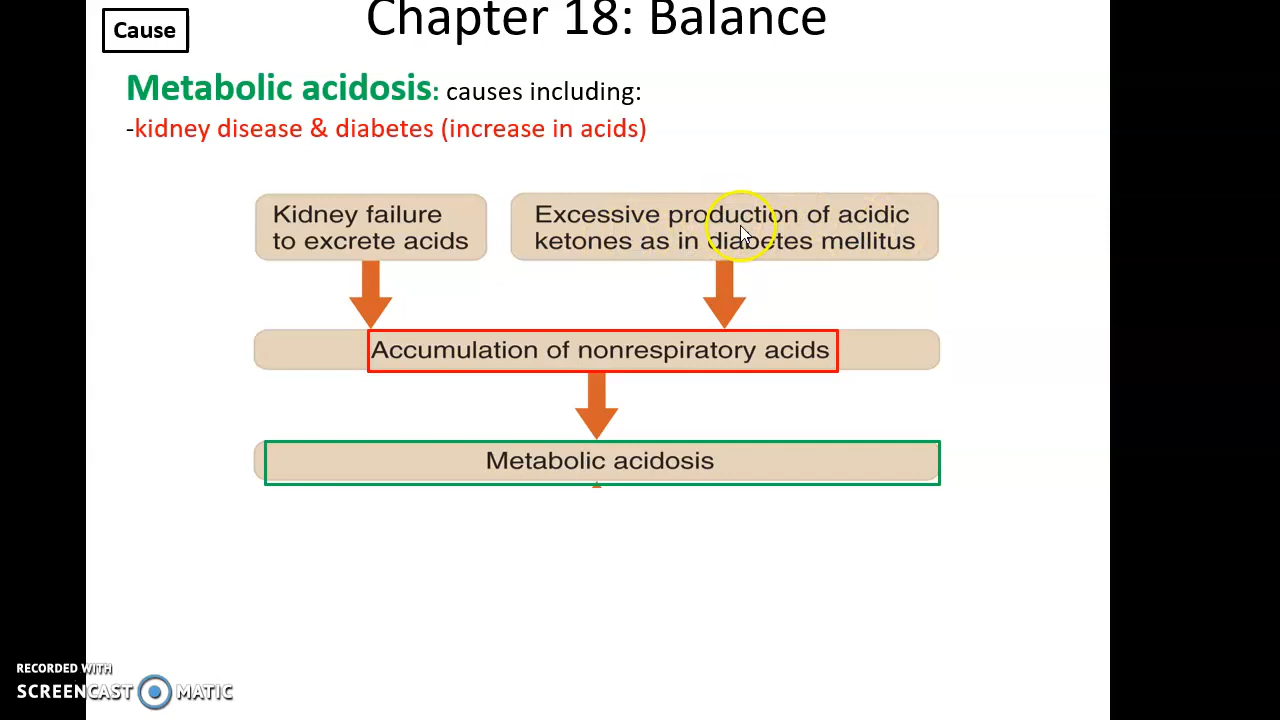 Cause
Chapter 18: Balance
Metabolic acidosis: causes including:
-kidney disease & diabetes (increase in acids)
Kidney failure
to excrete acids
Excessive production of acidic
ketones as in diabetes mellitus
Accumulation of nonrespiratory acids
Metabolic acidosis
RECORDED WITH
SCREENCAST MATIC